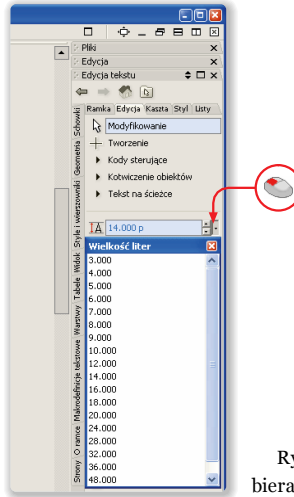 Pliki
Edycja
Edycja tekstu
Ramka Edycja Kaszta Styl Listy
Modyfikowanie
Tworzenie
Kody sterujące
Kotwiczenie obiektów
Tekst na ścieżce
14.000 p
Wielkość liter
3.000
4.000
5.000
6.000
7.000
8.000
9.000
10.000
12.000
14.000
16.000
18.000
20.000
24.000
28.000
32.000
36.000
48.000
Schowki
Geometria
Style i wierszowniki
Widok
Tabele
Warstwy
Makrodefinicje tekstowe
O ramce
Strony
Ry
biera